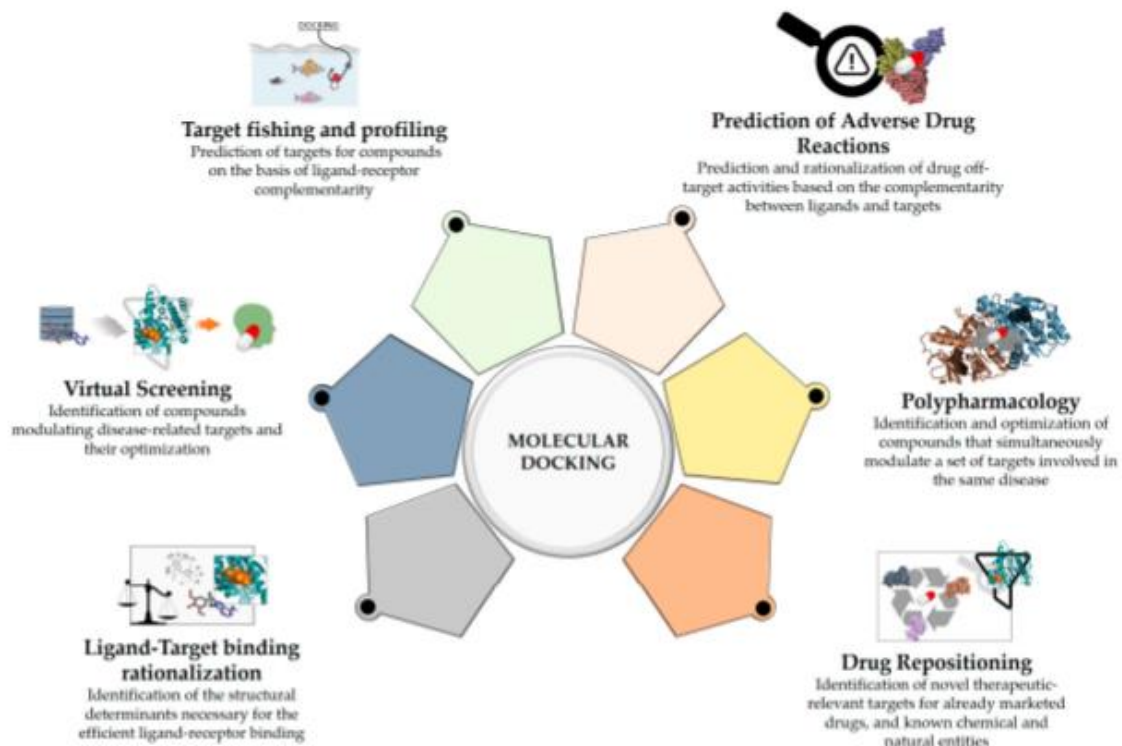 DOCKING
Target fishing and profiling
Prediction of targets for compounds
on the basis of ligand-receptor
complementarity
Prediction of Adverse Drug
Reactions
Prediction and rationalization of drug off-
target activities based on the complementarity
between ligands and targets
Virtual Screening
Identification of compounds
modulating disease-related targets and
their optimization
MOLECULAR
DOCKING
Polypharmacology
Identification and optimization of
compounds that simultaneously
modulate a set of targets involved in
the same disease
Ligand-Target binding
rationalization
Identification of the structural
determinants necessary for the
efficient ligand-receptor binding
Drug Repositioning
Identification of novel therapeutic-
relevant targets for already marketed
drugs, and known chemical and
natural entities